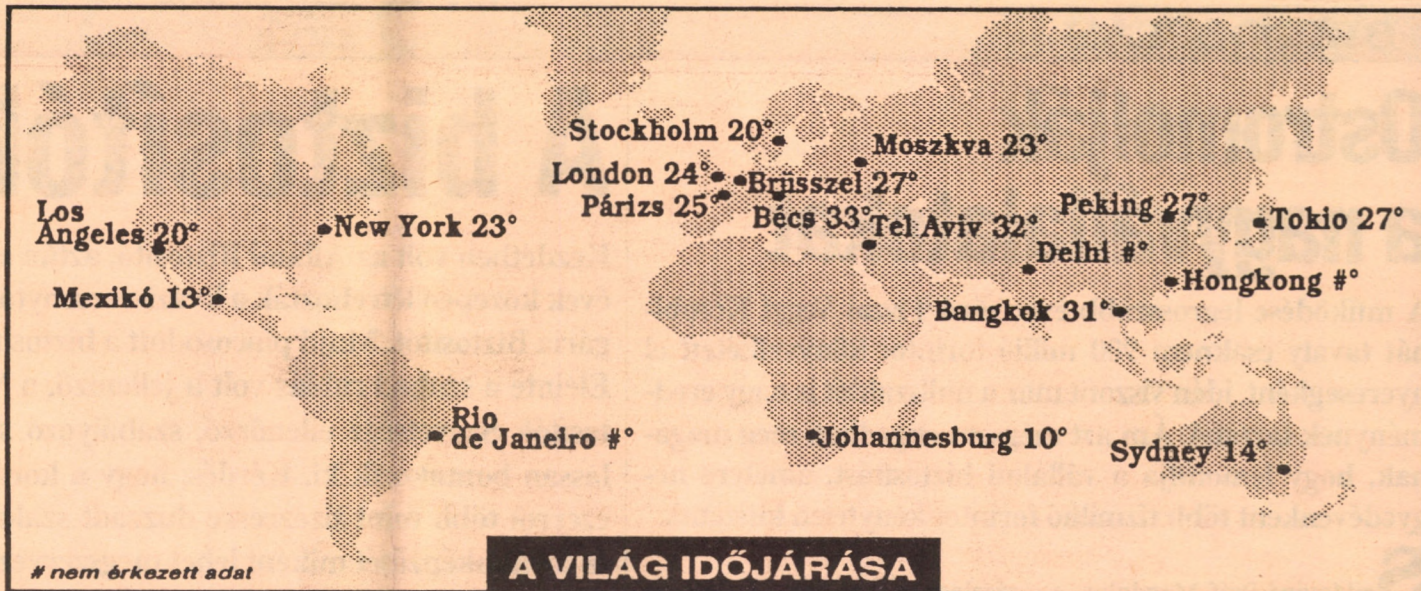 Stockholm 20°
Moszkva 23°
London 24°
Brüsszel 27°
Párizs 25°
Bécs 33°
Tel Aviv 32°
Peking 27°
Tokio 27°
Los
Angeles 20°
New York 23°
Delhi #°
Hongkong #°
Mexikó 13°
Bangkok 31°
Rio
de Janeiro #°
Johannesburg 10°
Sydney 14°
# nem érkezett adat
A VILÁG IDŐJÁRÁSA